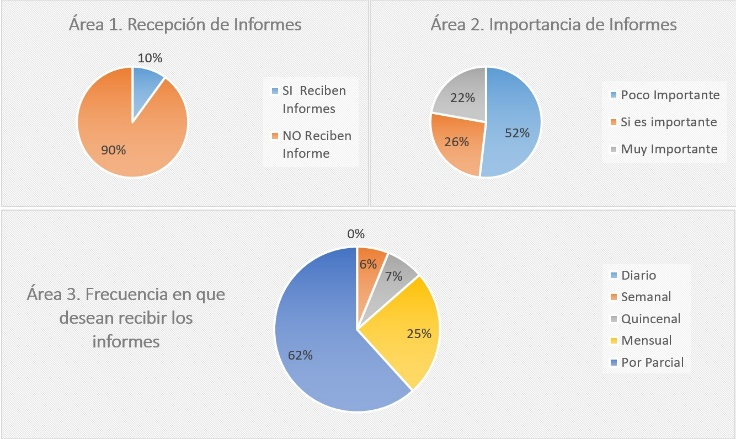 Área 1. Recepción de Informes
10%
90%
SI  Reciben
Informes
NO Reciben
Informe
Área 2. Importancia de Informes
22%
52%
26%
Poco Importante
Si es importante
Muy Importante
Área 3. Frecuencia en que
desean recibir los
informes
0%
6%
7%
25%
62%
Diario
Semanal
Quincenal
Mensual
Por Parcial